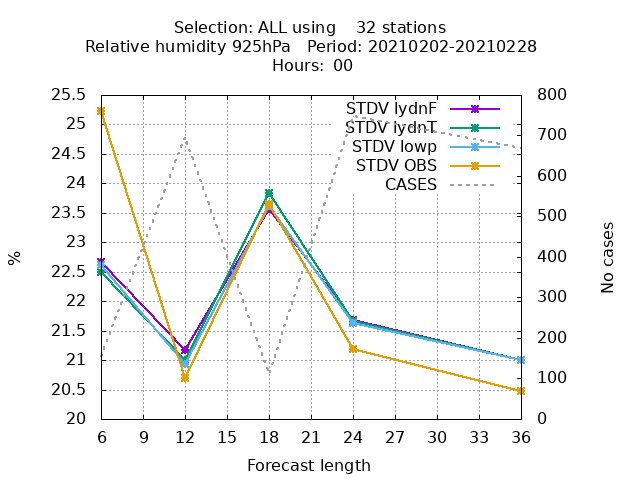 Selection: ALL using    32 stations
Relative humidity 925hPa   Period: 20210202-20210228
Hours:  00
25.5
25
24.5
24
23.5
23
22.5
22
21.5
21
20.5
20
%
800
700
600
500
400
300
200
100
0
No cases
STDV lydnF
STDV lydnT
STDV lowp
STDV OBS
CASES
6 9 12 15 18 21 24 27 30 33 36
Forecast length